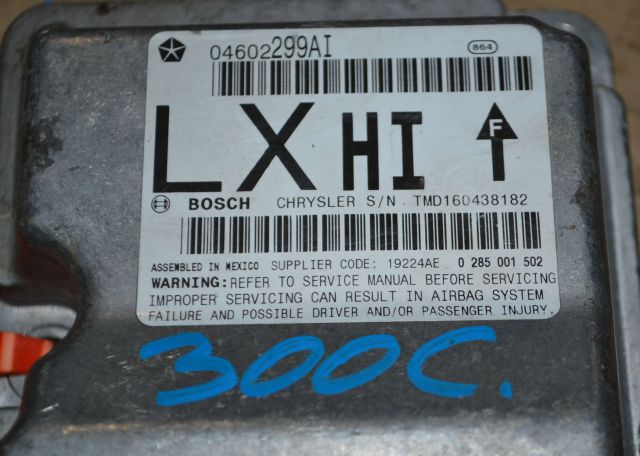 04602299AI 864
LX HI F
BOSCH CHRYSLER S/N TMD160438182
ASSEMBLED IN MEXICO SUPPLIER CODE: 19224AE 0 285 001 502
WARNING: REFER TO SERVICE MANUAL BEFORE SERVICING
IMPROPER SERVICING CAN RESULT IN AIRBAG SYSTEM
FAILURE AND POSSIBLE DRIVER AND/OR PASSENGER INJURY.
300C.